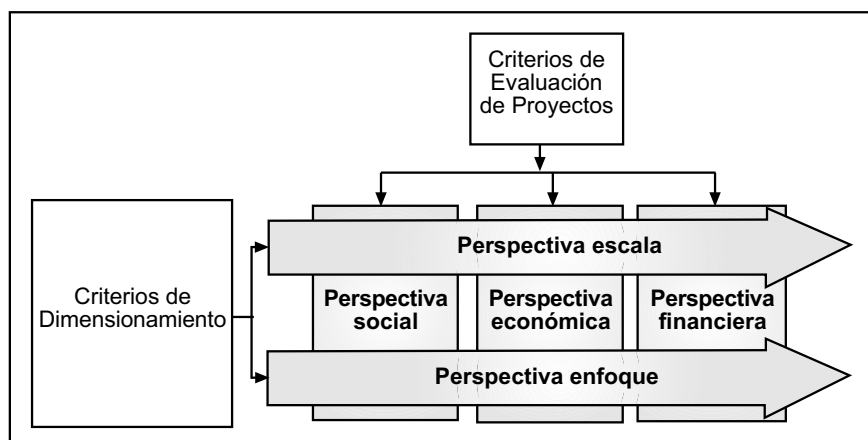 Criterios de
Evaluación
de Proyectos
Perspectiva escala
Criterios de
Dimensionamiento
Perspectiva
social
Perspectiva
económica
Perspectiva
financiera
Perspectiva enfoque